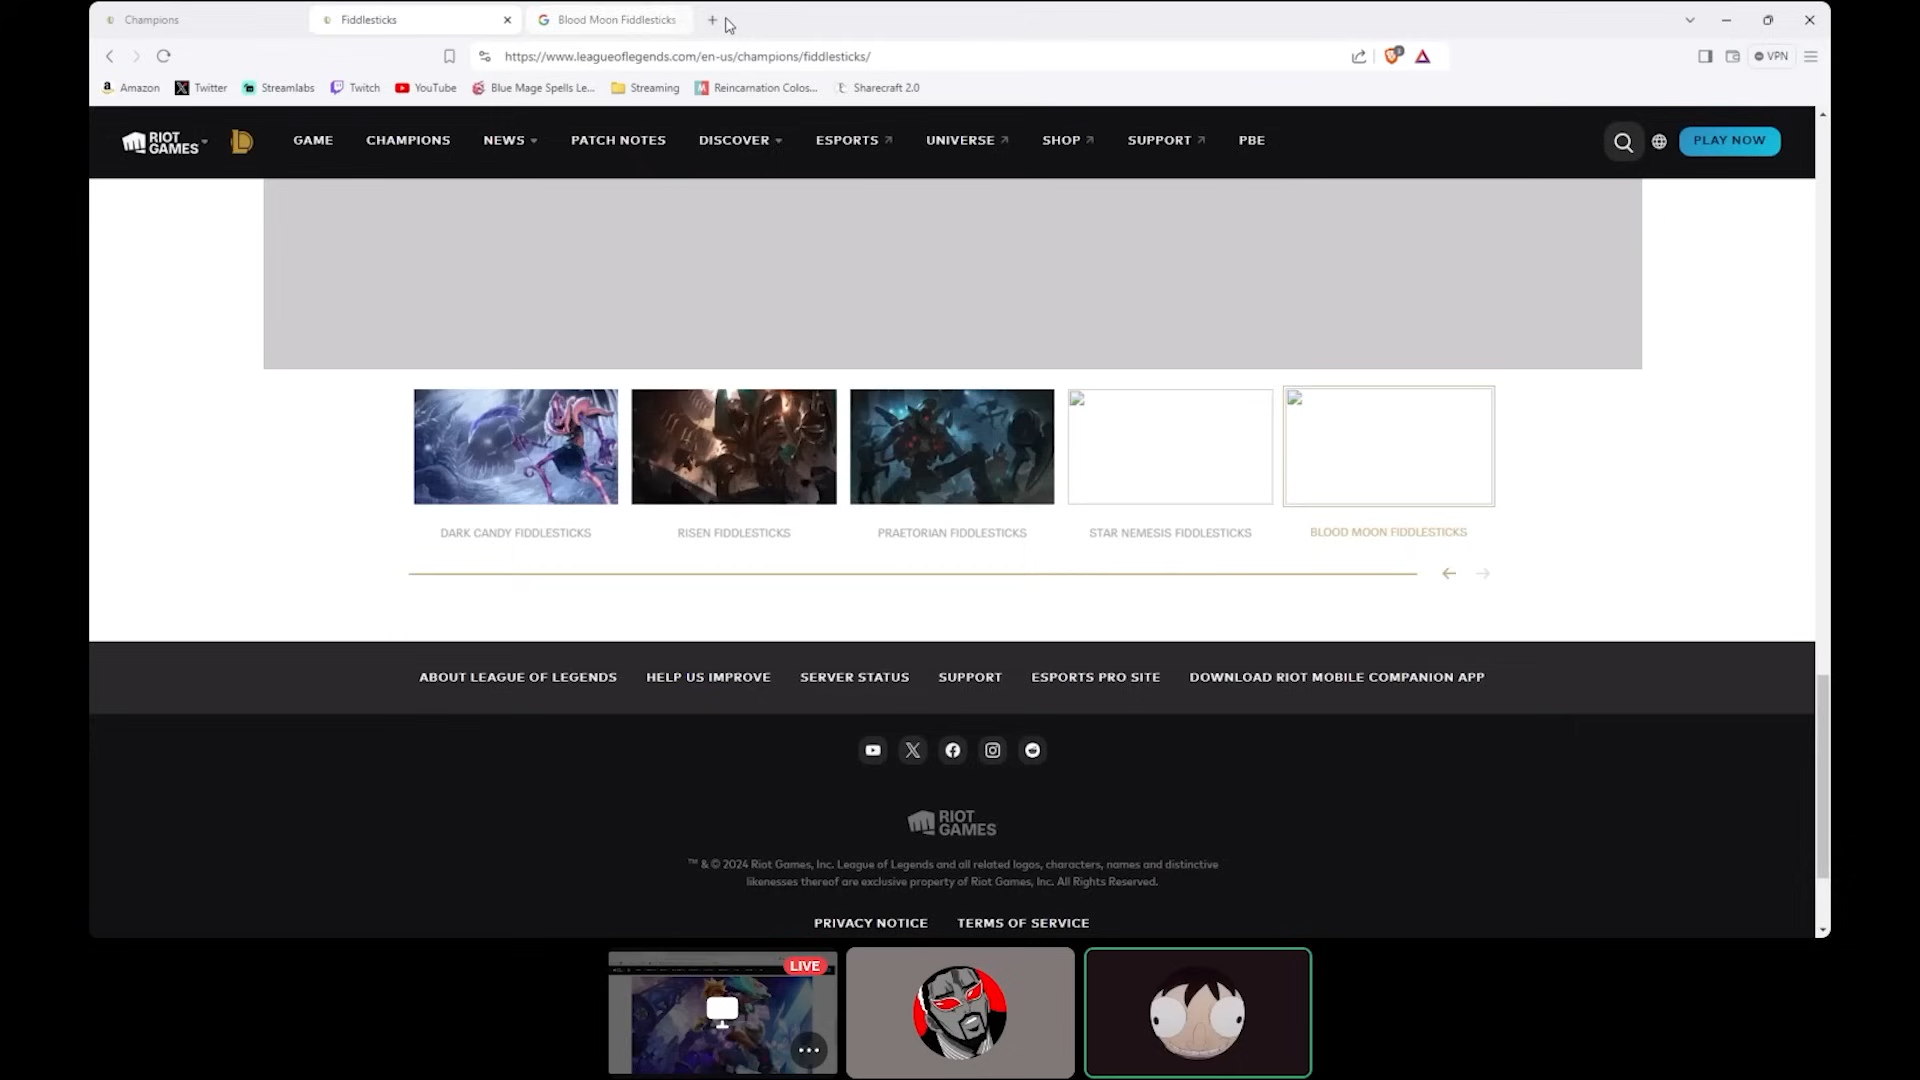 Champions
Fiddlesticks
Blood Moon Fiddlesticks
https://www.leagueoflegends.com/en-us/champions/fiddlesticks/
VPN
Amazon
Twitter
Streamlabs
Twitch
YouTube
Blue Mage Spells Le...
Streaming
Reincarnation Colos...
Sharecraft 2.0
RIOT GAMES
GAME
CHAMPIONS
NEWS
PATCH NOTES
DISCOVER
ESPORTS
UNIVERSE
SHOP
SUPPORT
PBE
PLAY NOW
DARK CANDY FIDDLESTICKS
RISEN FIDDLESTICKS
PRAETORIAN FIDDLESTICKS
STAR NEMESIS FIDDLESTICKS
BLOOD MOON FIDDLESTICKS
ABOUT LEAGUE OF LEGENDS
HELP US IMPROVE
SERVER STATUS
SUPPORT
ESPORTS PRO SITE
DOWNLOAD RIOT MOBILE COMPANION APP
RIOT GAMES
™ & © 2024 Riot Games, Inc. League of Legends and all related logos, characters, names and distinctive
likenesses thereof are exclusive property of Riot Games, Inc. All Rights Reserved.
PRIVACY NOTICE
TERMS OF SERVICE
LIVE